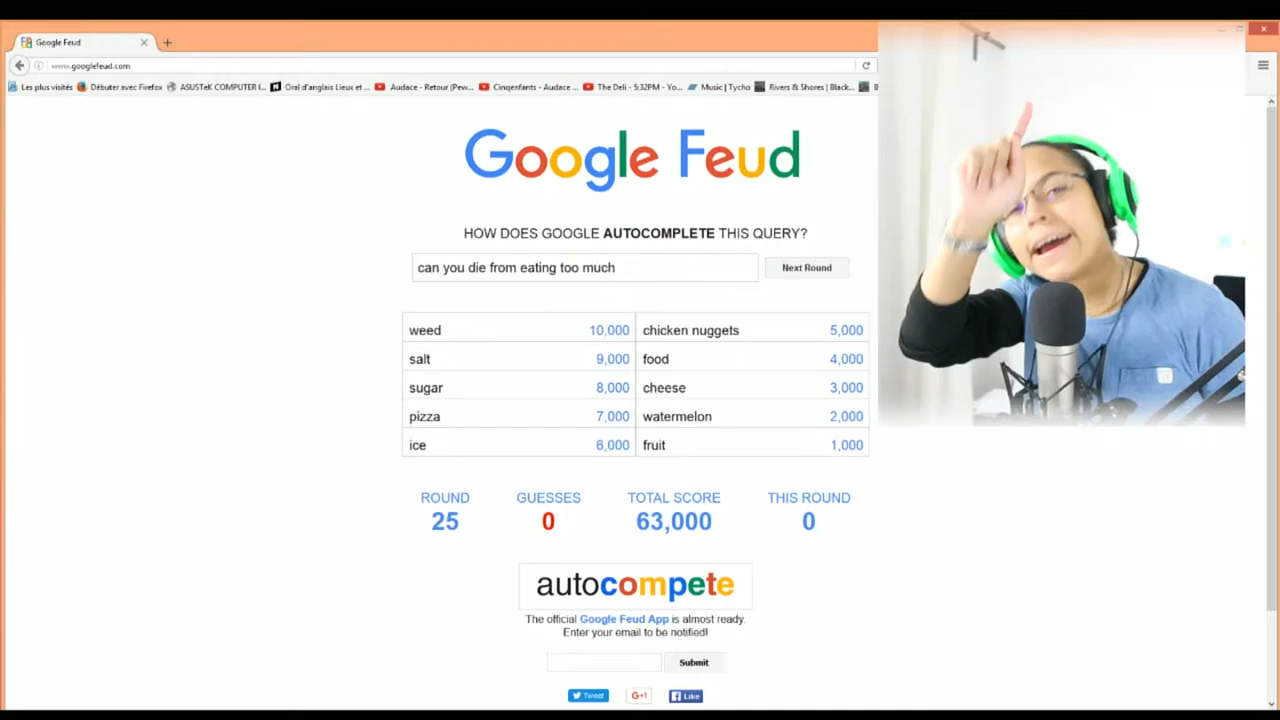 Google Feud
www.googlefeud.com
Les plus visités Débuter avec Firefox ASUSTeK COMPUTER I... Oral d'anglais Lieux et ... Audace - Retour (Pew... Cinqenfants - Audace ... The Deli - 5:32PM - Yo... Music | Tycho Rivers & Shores | Black...
Google Feud
HOW DOES GOOGLE AUTOCOMPLETE THIS QUERY?
can you die from eating too much Next Round
weed 10,000 chicken nuggets 5,000
salt 9,000 food 4,000
sugar 8,000 cheese 3,000
pizza 7,000 watermelon 2,000
ice 6,000 fruit 1,000
ROUND GUESSES TOTAL SCORE THIS ROUND
25 0 63,000 0
autocompete
The official Google Feud App is almost ready.
Enter your email to be notified!
Submit
Tweet G+1 Like